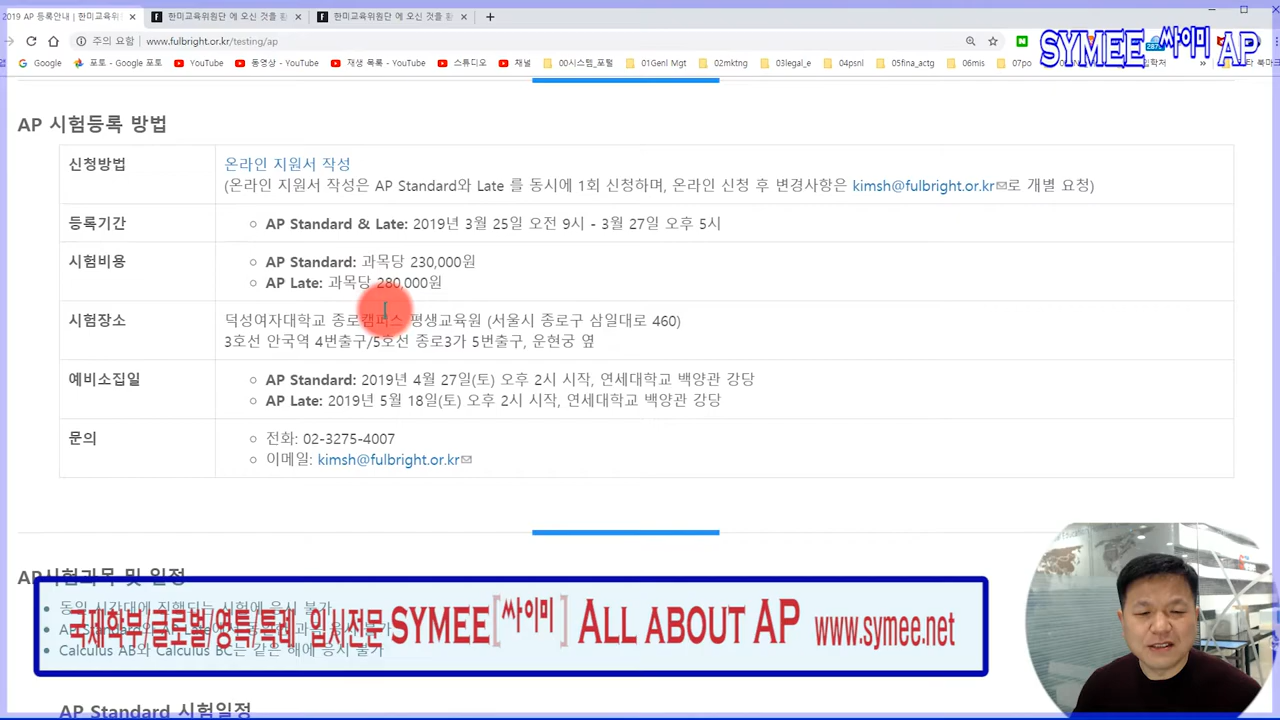 2019 AP 등록안내 | 한미교육위원
한미교육위원단 에 오신 것을 환
한미교육위원단 에 오신 것을 환
주의 요함 www.fulbright.or.kr/testing/ap
SYMEE 싸이미 AP
Google 포토 - Google 포토 YouTube 동영상 - YouTube 재생 목록 - YouTube 스튜디오 채널 00시스템_포털 01Genl Mgt 02mktng 03legal_e 04psnl 05fina_actg 06mis 07po
AP 시험등록 방법
신청방법 온라인 지원서 작성
(온라인 지원서 작성은 AP Standard와 Late 를 동시에 1회 신청하며, 온라인 신청 후 변경사항은 kimsh@fulbright.or.kr로 개별 요청)
등록기간 AP Standard & Late: 2019년 3월 25일 오전 9시 - 3월 27일 오후 5시
시험비용 AP Standard: 과목당 230,000원
AP Late: 과목당 280,000원
시험장소 덕성여자대학교 종로캠퍼스 평생교육원 (서울시 종로구 삼일대로 460)
3호선 안국역 4번출구/5호선 종로3가 5번출구, 운현궁 옆
예비소집일 AP Standard: 2019년 4월 27일(토) 오후 2시 시작, 연세대학교 백양관 강당
AP Late: 2019년 5월 18일(토) 오후 2시 시작, 연세대학교 백양관 강당
문의 전화: 02-3275-4007
이메일: kimsh@fulbright.or.kr
AP시험과목 및 일정
동일 시간대에 진행되는 시험에 응시 불가
Calculus AB와 Calculus BC는 같은 해에 응시 불가
국제학부/글로벌/영특/특례 입시전문 SYMEE[싸이미] ALL ABOUT AP www.symee.net
AP Standard 시험일정